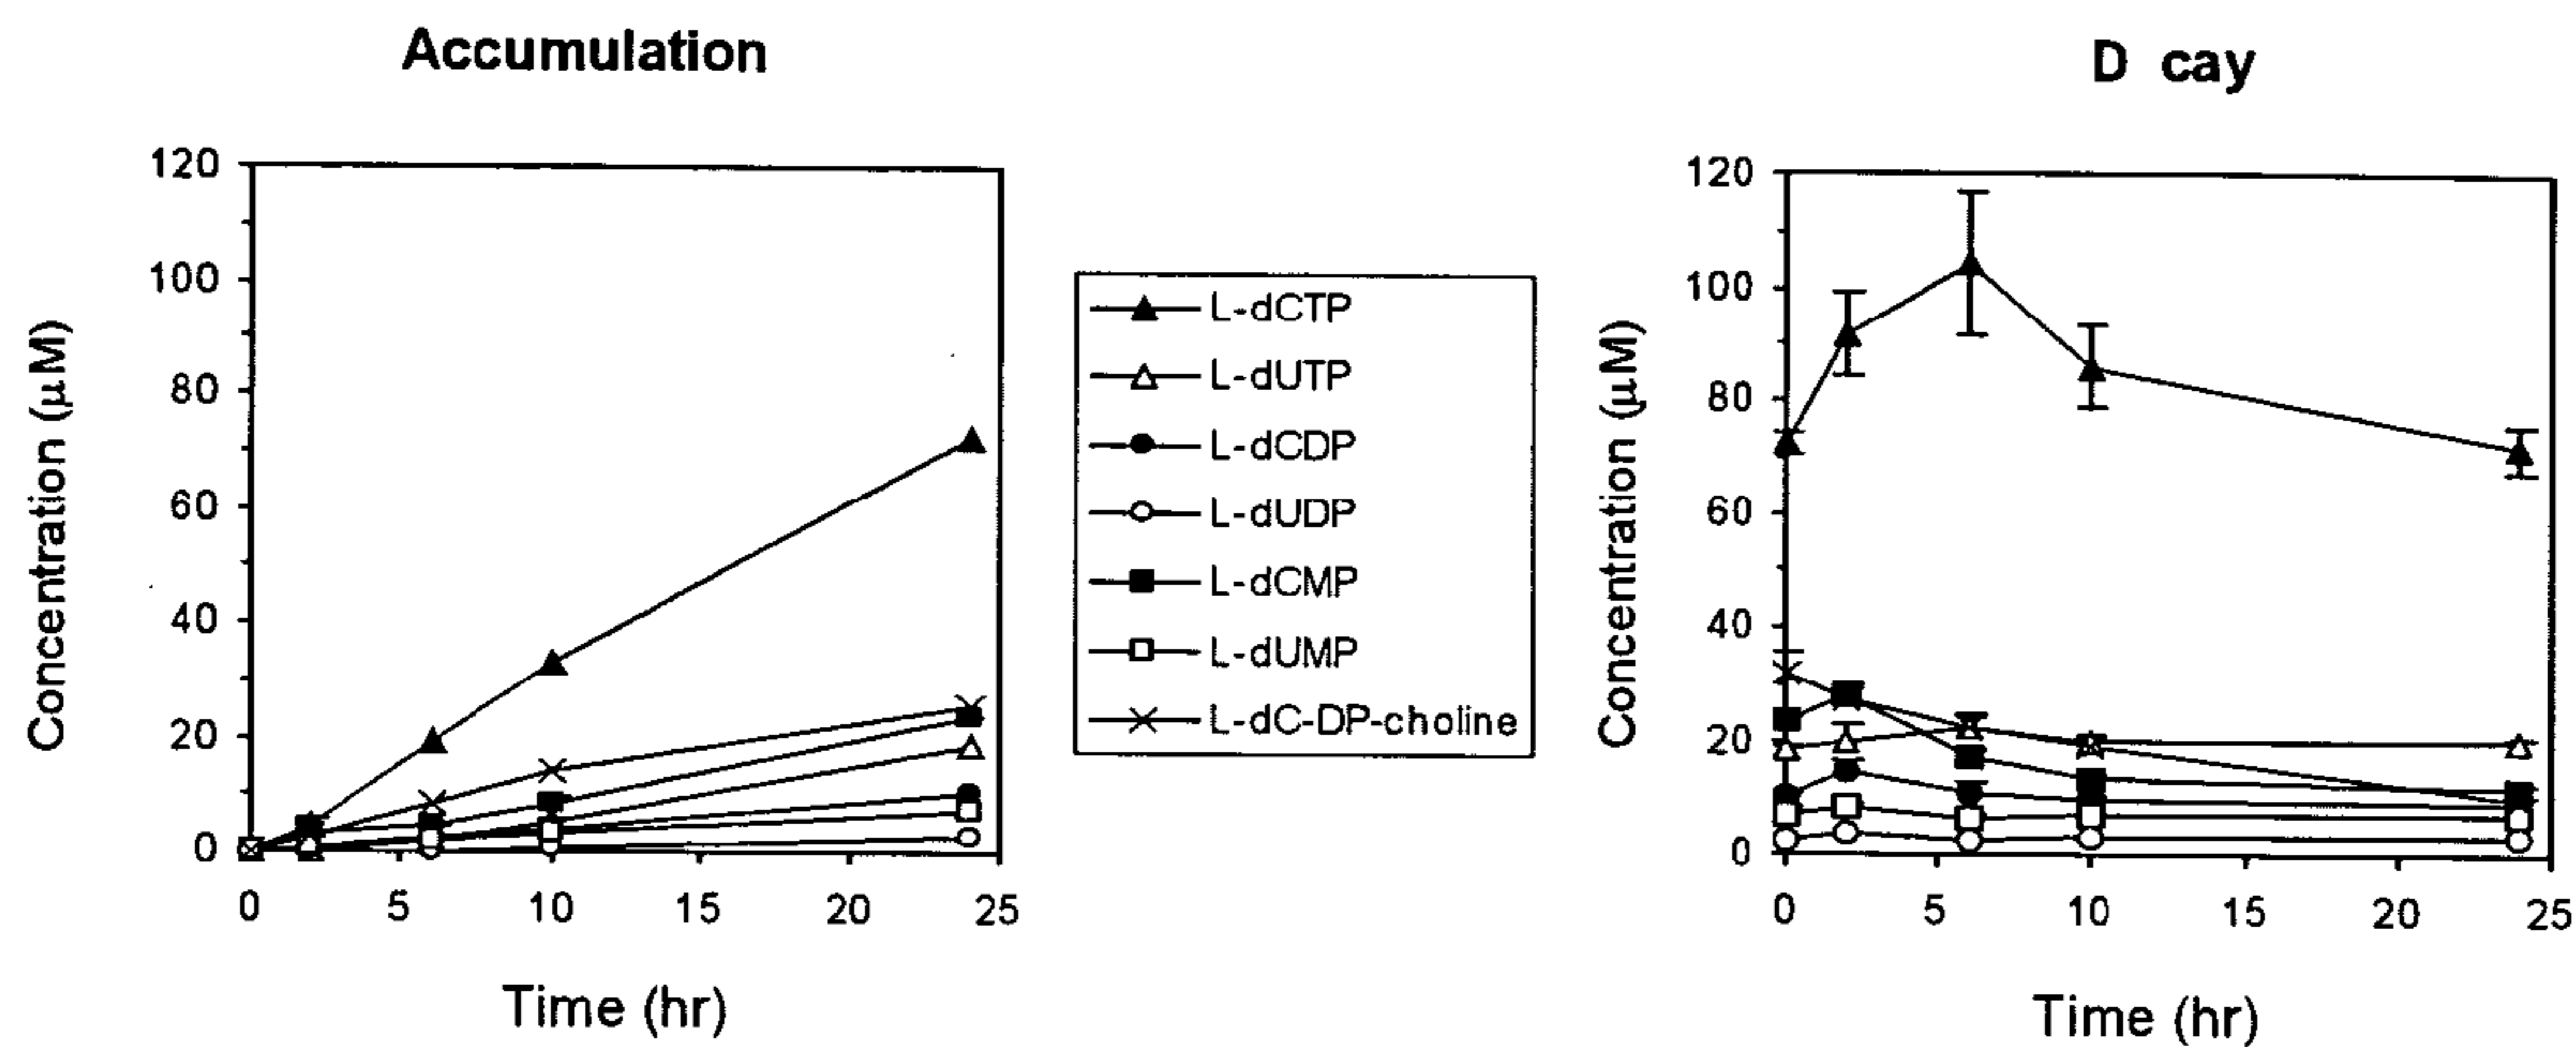 Accumulation
120
100
80
60
40
20
0
Concentration (μM)
0 5 10 15 20 25
Time (hr)
L-dCTP
L-dUTP
L-dCDP
L-dUDP
L-dCMP
L-dUMP
L-dC-DP-choline
D cay
120
100
80
60
40
20
0
Concentration (μM)
0 5 10 15 20 25
Time (hr)